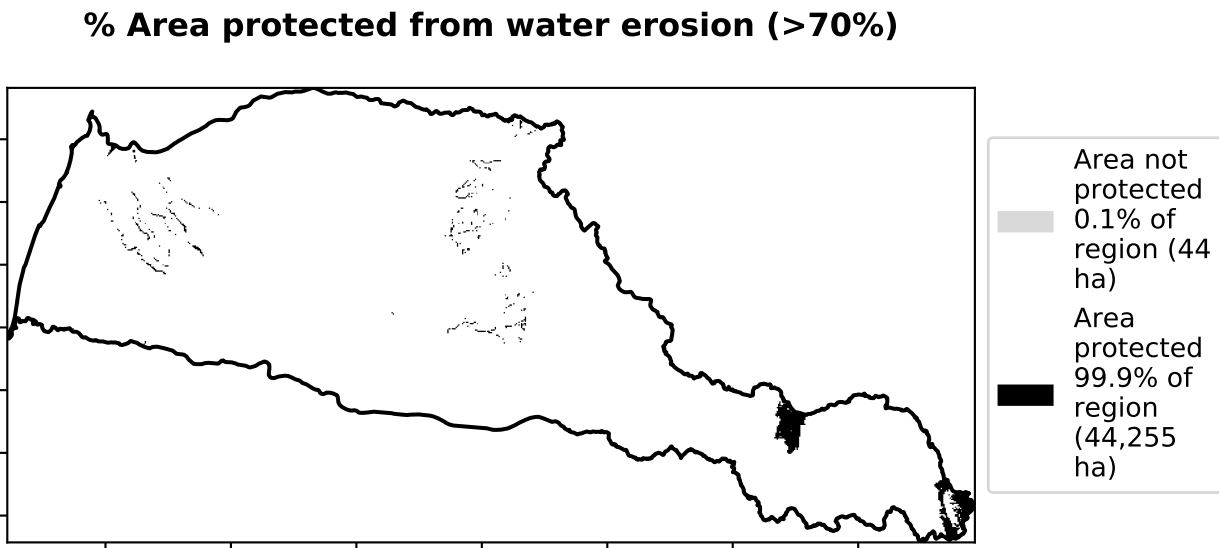 % Area protected from water erosion (>70%)
Area not
protected
0.1% of
region (44
ha)
Area
protected
99.9% of
region
(44,255
ha)